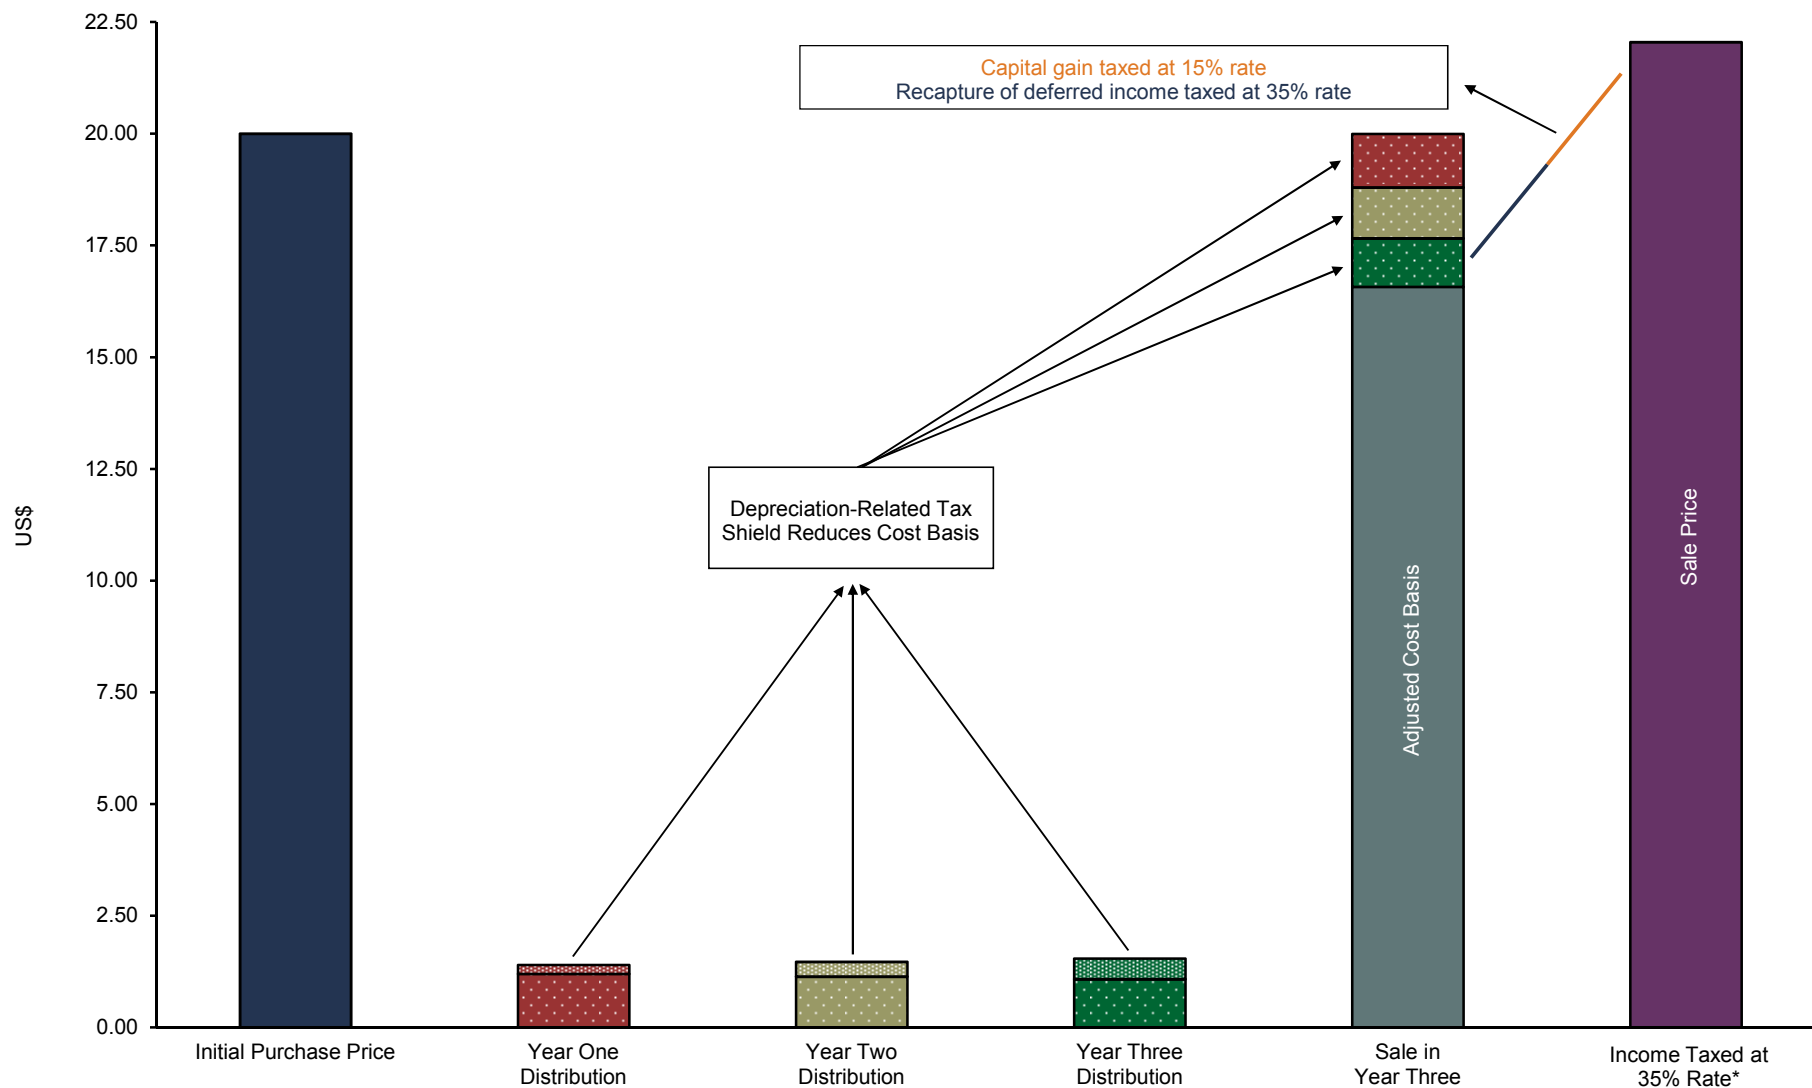 22.50
20.00
17.50
15.00
12.50
10.00
7.50
5.00
2.50
0.00
US$
Capital gain taxed at 15% rate
Recapture of deferred income taxed at 35% rate
Depreciation-Related Tax
Shield Reduces Cost Basis
Adjusted Cost Basis
Sale Price
Initial Purchase Price
Year One
Distribution
Year Two
Distribution
Year Three
Distribution
Sale in
Year Three
Income Taxed at
35% Rate*